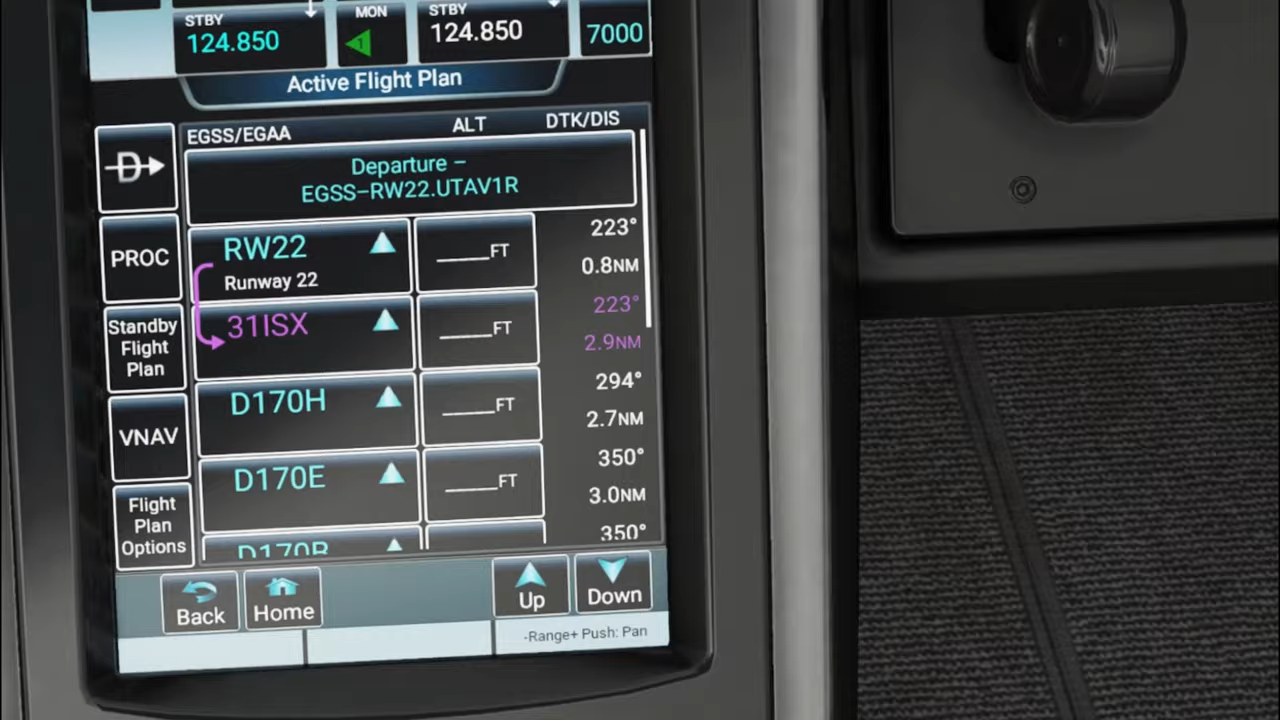 STBY
124.850
MON
1
STBY
124.850
7000
Active Flight Plan
EGSS/EGAA ALT DTK/DIS
Departure –
EGSS–RW22.UTAV1R
RW22
Runway 22
____FT
223°
0.8NM
31ISX
____FT
223°
2.9NM
D170H
____FT
294°
2.7NM
D170E
____FT
350°
3.0NM
D170B
350°
D
PROC
Standby
Flight
Plan
VNAV
Flight
Plan
Options
Back
Home
Up
Down
-Range+ Push: Pan